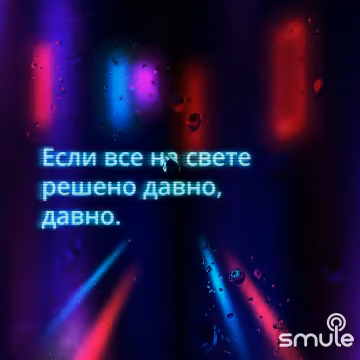 Если все на свете
решено давно,
давно.
smule